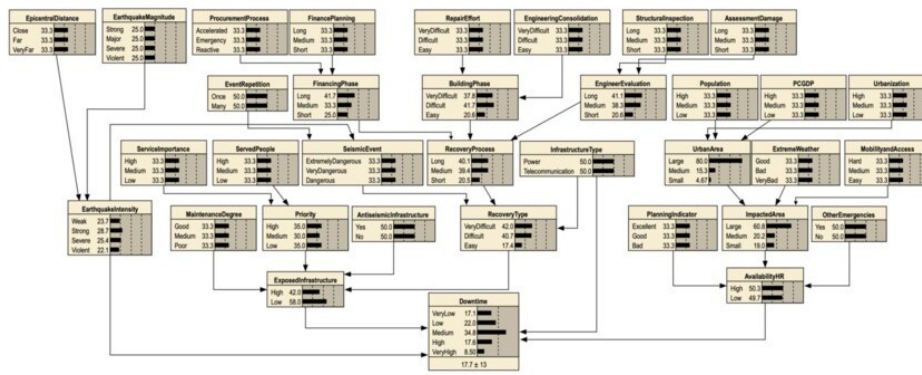 EpicentralDistance
Close 33.3
Far 33.3
VeryFar 33.3
EarthquakeMagnitude
Strong 25.0
Major 25.0
Severe 25.0
Violent 25.0
ProcurementProcess
Accelerated 33.3
Emergency 33.3
Reactive 33.3
FinancePlanning
Long 33.3
Medium 33.3
Short 33.3
RepairEffort
VeryDifficult 33.3
Difficult 33.3
Easy 33.3
EngineeringConsolidation
VeryDifficult 33.3
Difficult 33.3
Easy 33.3
StructuralInspection
Long 33.3
Medium 33.3
Short 33.3
AssessmentDamage
Long 33.3
Medium 33.3
Short 33.3
EventRepetition
Once 50.0
Many 50.0
FinancingPhase
Long 41.7
Medium 33.3
Short 25.0
BuildingPhase
VeryDifficult 37.8
Difficult 41.7
Easy 20.6
EngineerEvaluation
Long 41.1
Medium 38.3
Short 20.6
Population
High 33.3
Medium 33.3
Low 33.3
PCGDP
High 33.3
Medium 33.3
Low 33.3
Urbanization
High 33.3
Medium 33.3
Low 33.3
ServiceImportance
High 33.3
Medium 33.3
Low 33.3
ServedPeople
High 33.3
Medium 33.3
Low 33.3
SeismicEvent
ExtremelyDangerous 33.3
VeryDangerous 33.3
Dangerous 33.3
RecoveryProcess
Long 40.1
Medium 39.4
Short 20.5
InfrastructureType
Power 50.0
Telecommunication 50.0
UrbanArea
Large 80.0
Medium 15.3
Small 4.67
ExtremeWeather
Good 33.3
Bad 33.3
VeryBad 33.3
MobilityandAccess
Hard 33.3
Medium 33.3
Easy 33.3
EarthquakeIntensity
Weak 23.7
Strong 28.7
Severe 25.4
Violent 22.1
MaintenanceDegree
Good 33.3
Medium 33.3
Poor 33.3
Priority
High 35.0
Medium 30.0
Low 35.0
AntiseismicInfrastructure
Yes 50.0
No 50.0
RecoveryType
VeryDifficult 42.0
Difficult 40.7
Easy 17.4
PlanningIndicator
Excellent 33.3
Good 33.3
Bad 33.3
ImpactedArea
Large 60.8
Medium 20.2
Small 19.0
OtherEmergencies
Yes 50.0
No 50.0
ExposedInfrastructure
High 42.0
Low 58.0
AvailabilityHR
High 50.3
Low 49.7
Downtime
VeryLow 17.1
Low 22.0
Medium 34.8
High 17.6
VeryHigh 8.50
17.7 ± 13